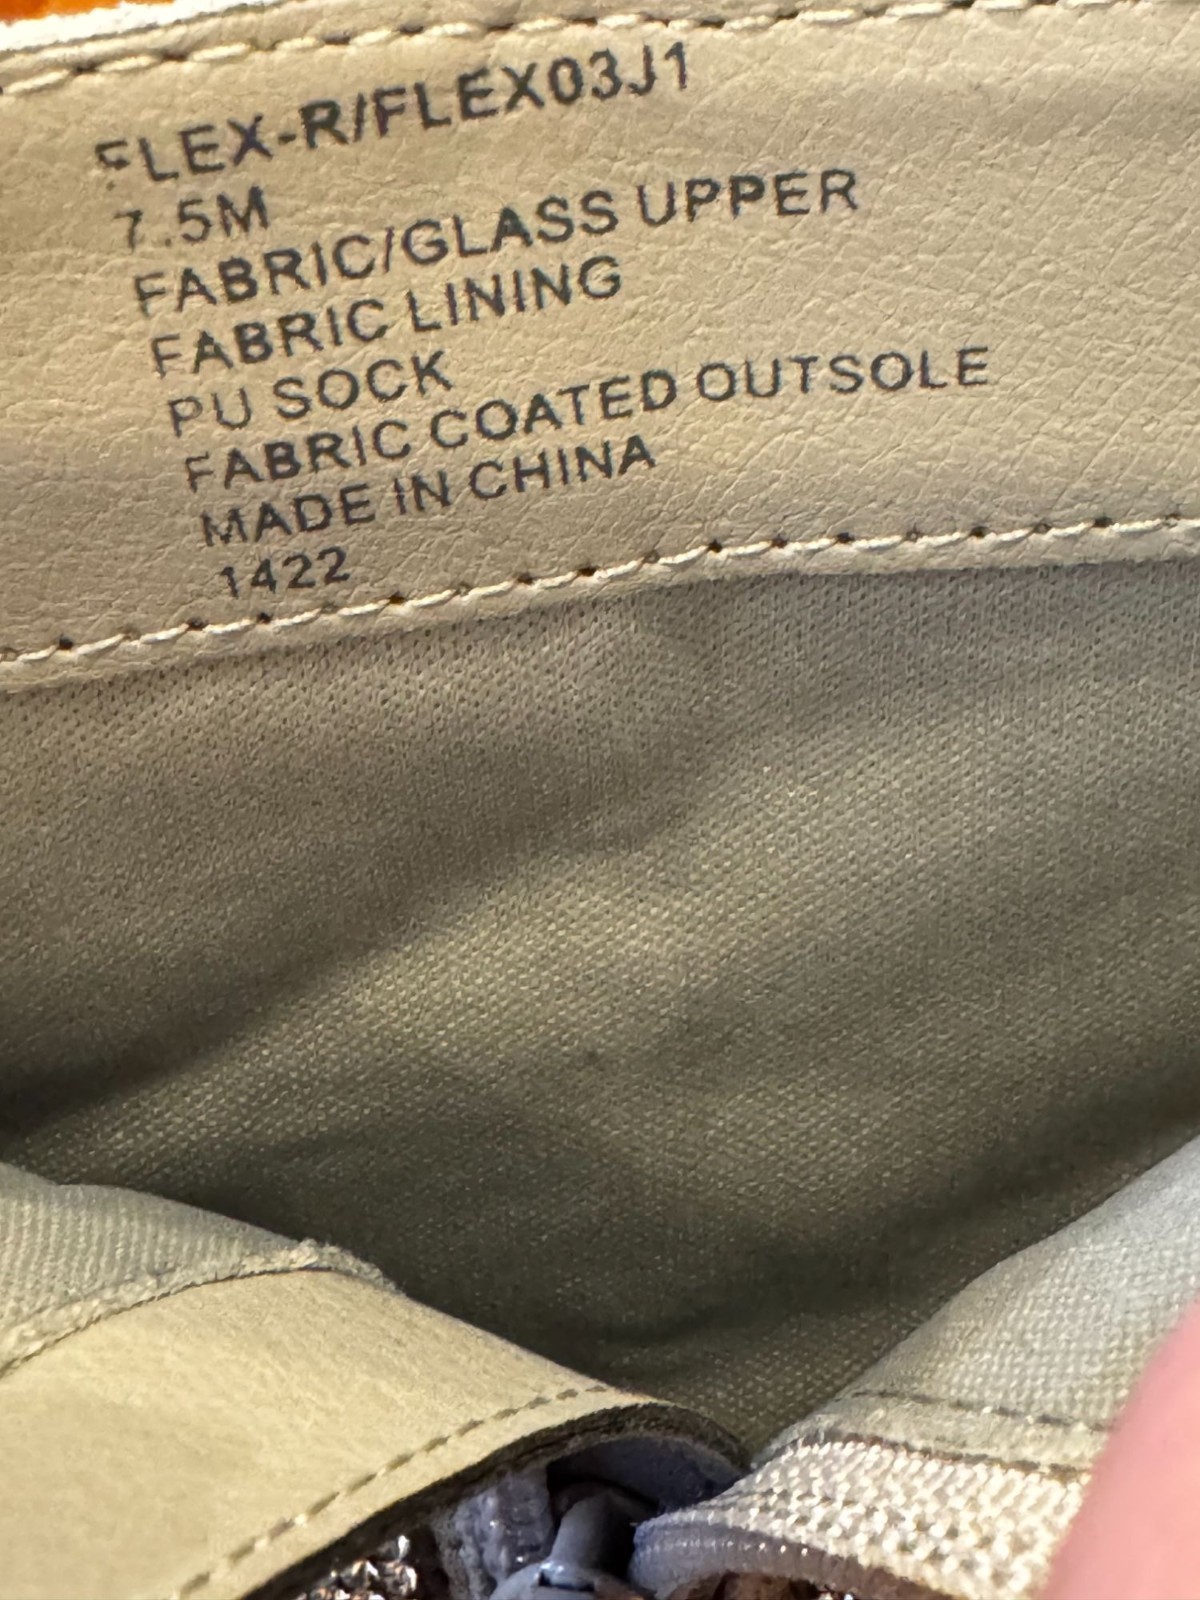 FLEX-R/FLEX03J1
7.5M
FABRIC/GLASS UPPER
FABRIC LINING
PU SOCK
FABRIC COATED OUTSOLE
MADE IN CHINA
1422